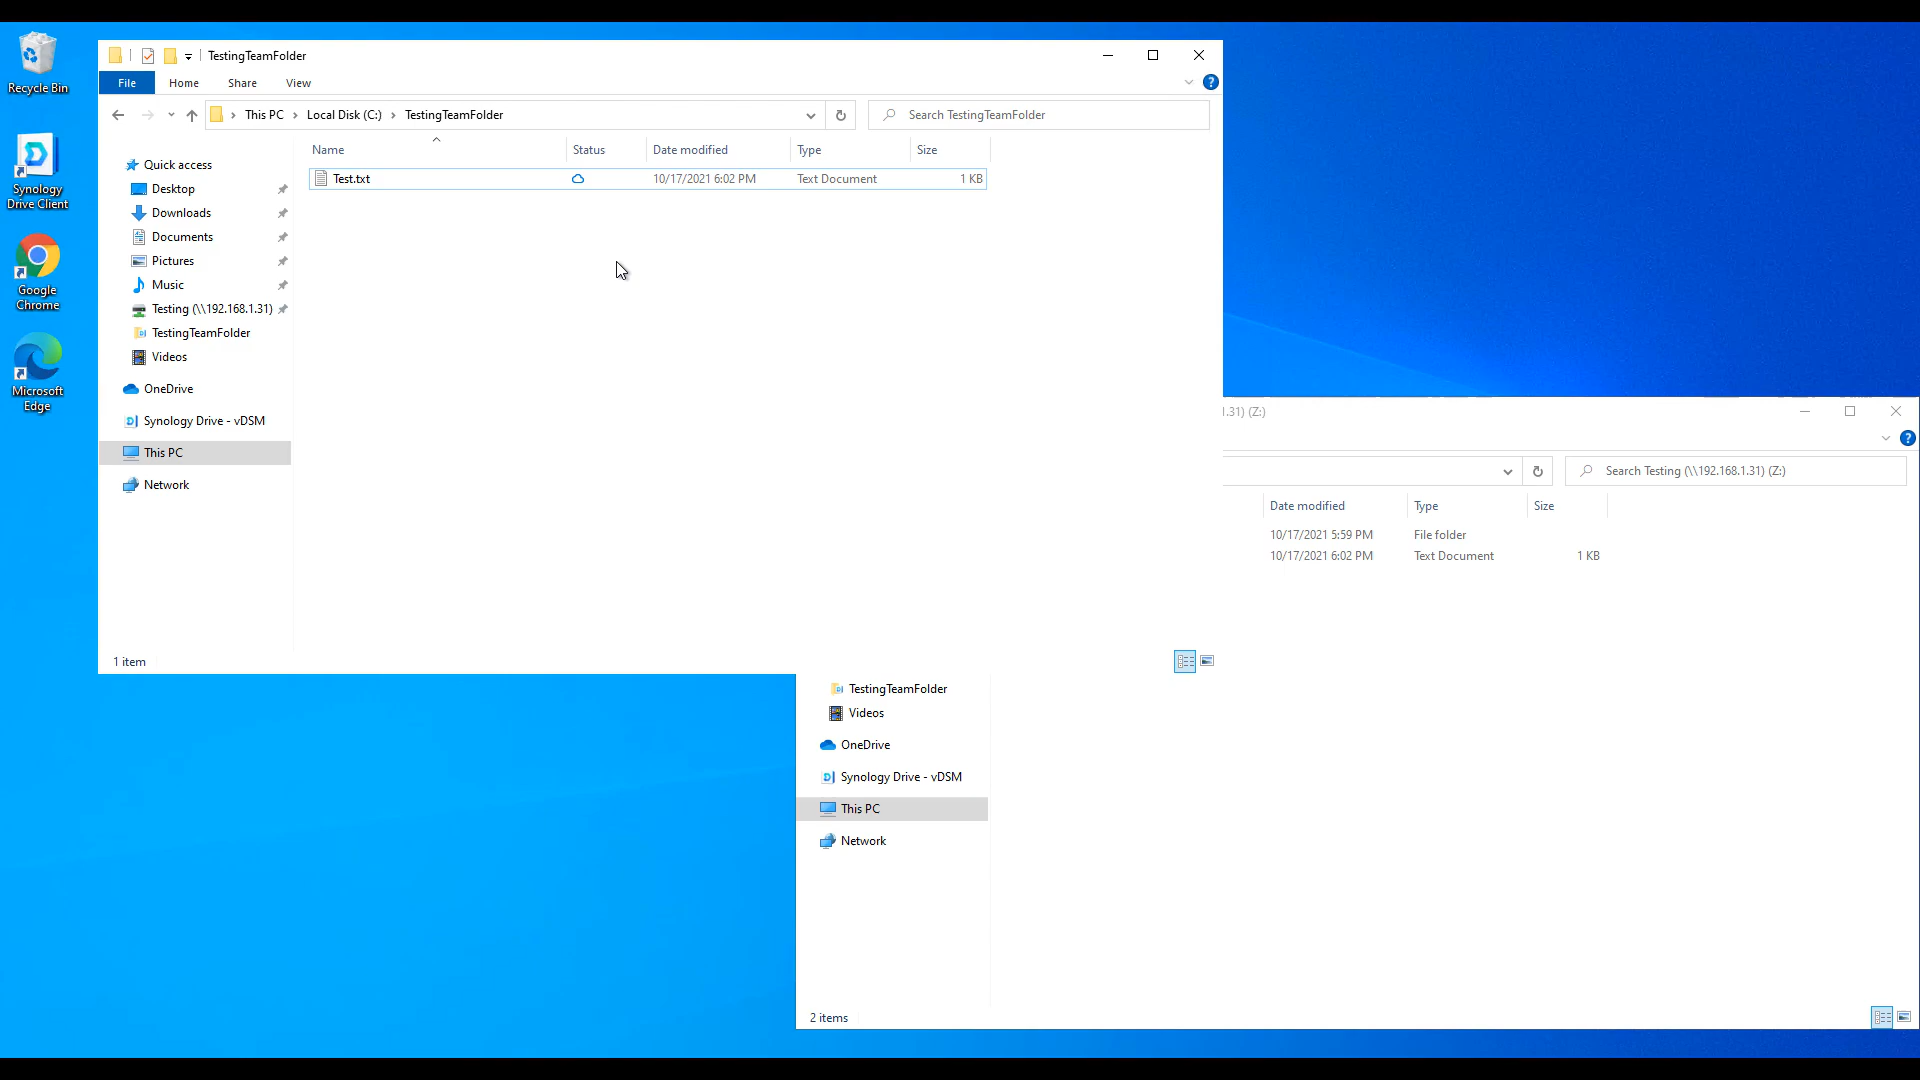 Recycle Bin
Synology
Drive Client
Google
Chrome
Microsoft
Edge
TestingTeamFolder
File Home Share View
This PC Local Disk (C:) TestingTeamFolder
Search TestingTeamFolder
Name Status Date modified Type Size
Test.txt 10/17/2021 6:02 PM Text Document 1 KB
Quick access
Desktop
Downloads
Documents
Pictures
Music
Testing (\\192.168.1.31)
TestingTeamFolder
Videos
OneDrive
Synology Drive - vDSM
This PC
Network
1 item
1.31) (Z:)
Search Testing (\\192.168.1.31) (Z:)
Date modified Type Size
10/17/2021 5:59 PM File folder
10/17/2021 6:02 PM Text Document 1 KB
TestingTeamFolder
Videos
OneDrive
Synology Drive - vDSM
This PC
Network
2 items